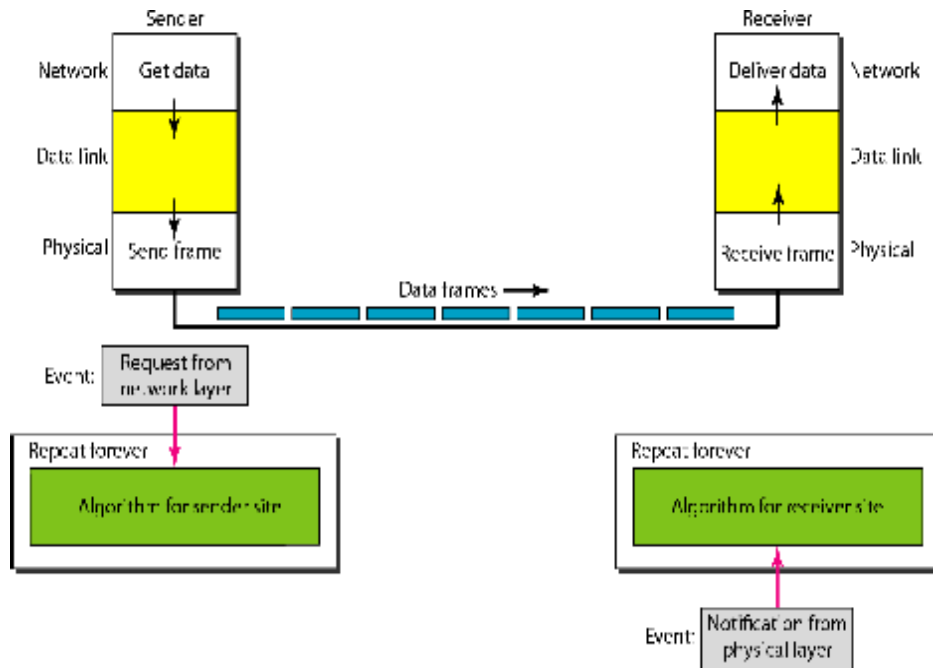 Sender
Receiver
Network
Get data
Deliver data
Network
Data link
Data link
Physical
Send frame
Receive frame
Physical
Data frames
Event:
Request from
network layer
Repeat forever
Algorithm for sender site
Repeat forever
Algorithm for receiver site
Event:
Notification from
physical layer